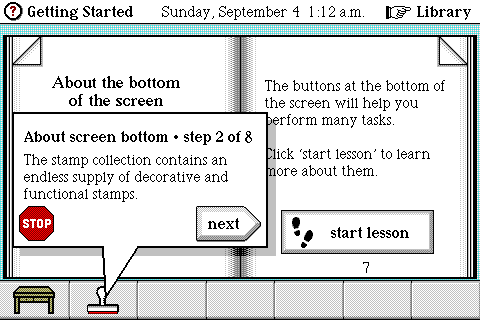 Getting Started
Sunday, September 4 1:12 a.m.
Library
About the bottom
of the screen
About screen bottom • step 2 of 8
The stamp collection contains an
endless supply of decorative and
functional stamps.
STOP
next
The buttons at the bottom of
the screen will help you
perform many tasks.
Click ‘start lesson’ to learn
more about them.
start lesson
7